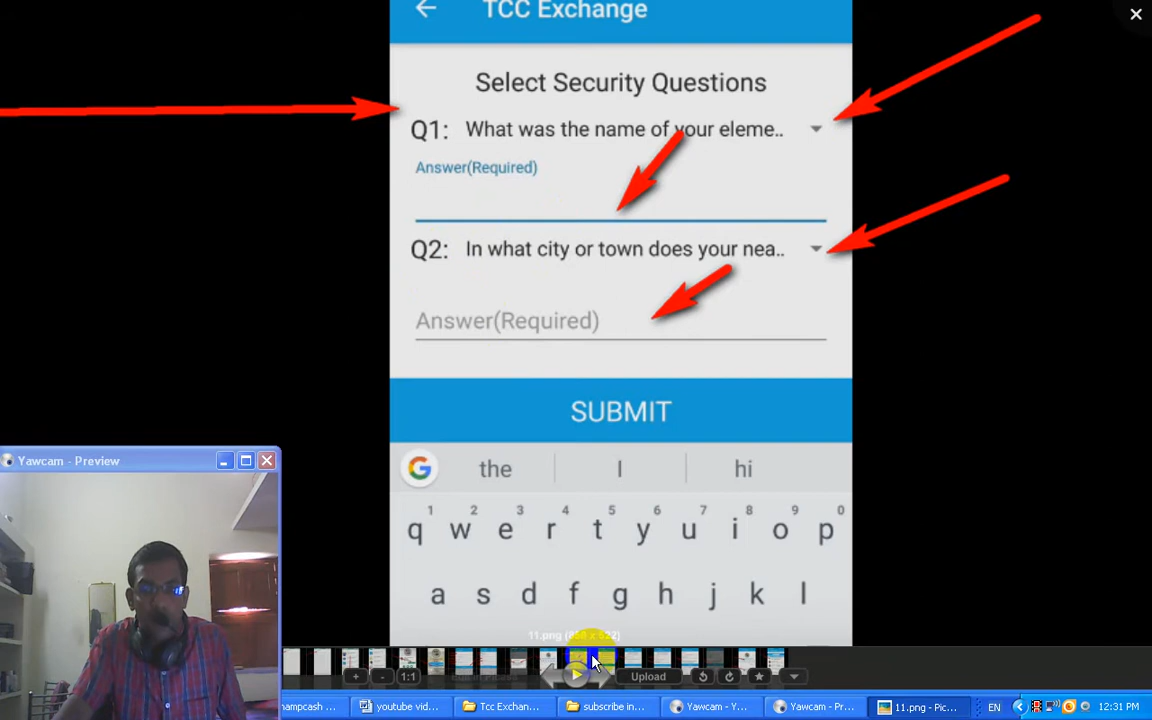 TCC Exchange
Select Security Questions
Q1: What was the name of your eleme..
Answer(Required)
Q2: In what city or town does your nea..
Answer(Required)
SUBMIT
the I hi
1 2 3 4 5 6 7 8 9 0
q w e r t y u i o p
a s d f g h j k l
Yawcam - Preview
+ - 1:1 Upload
hampcash youtube vid... Tcc Exchan... subscribe in... Yawcam - Y... Yawcam - Pr... 11.png - Pic... EN 12:31 PM